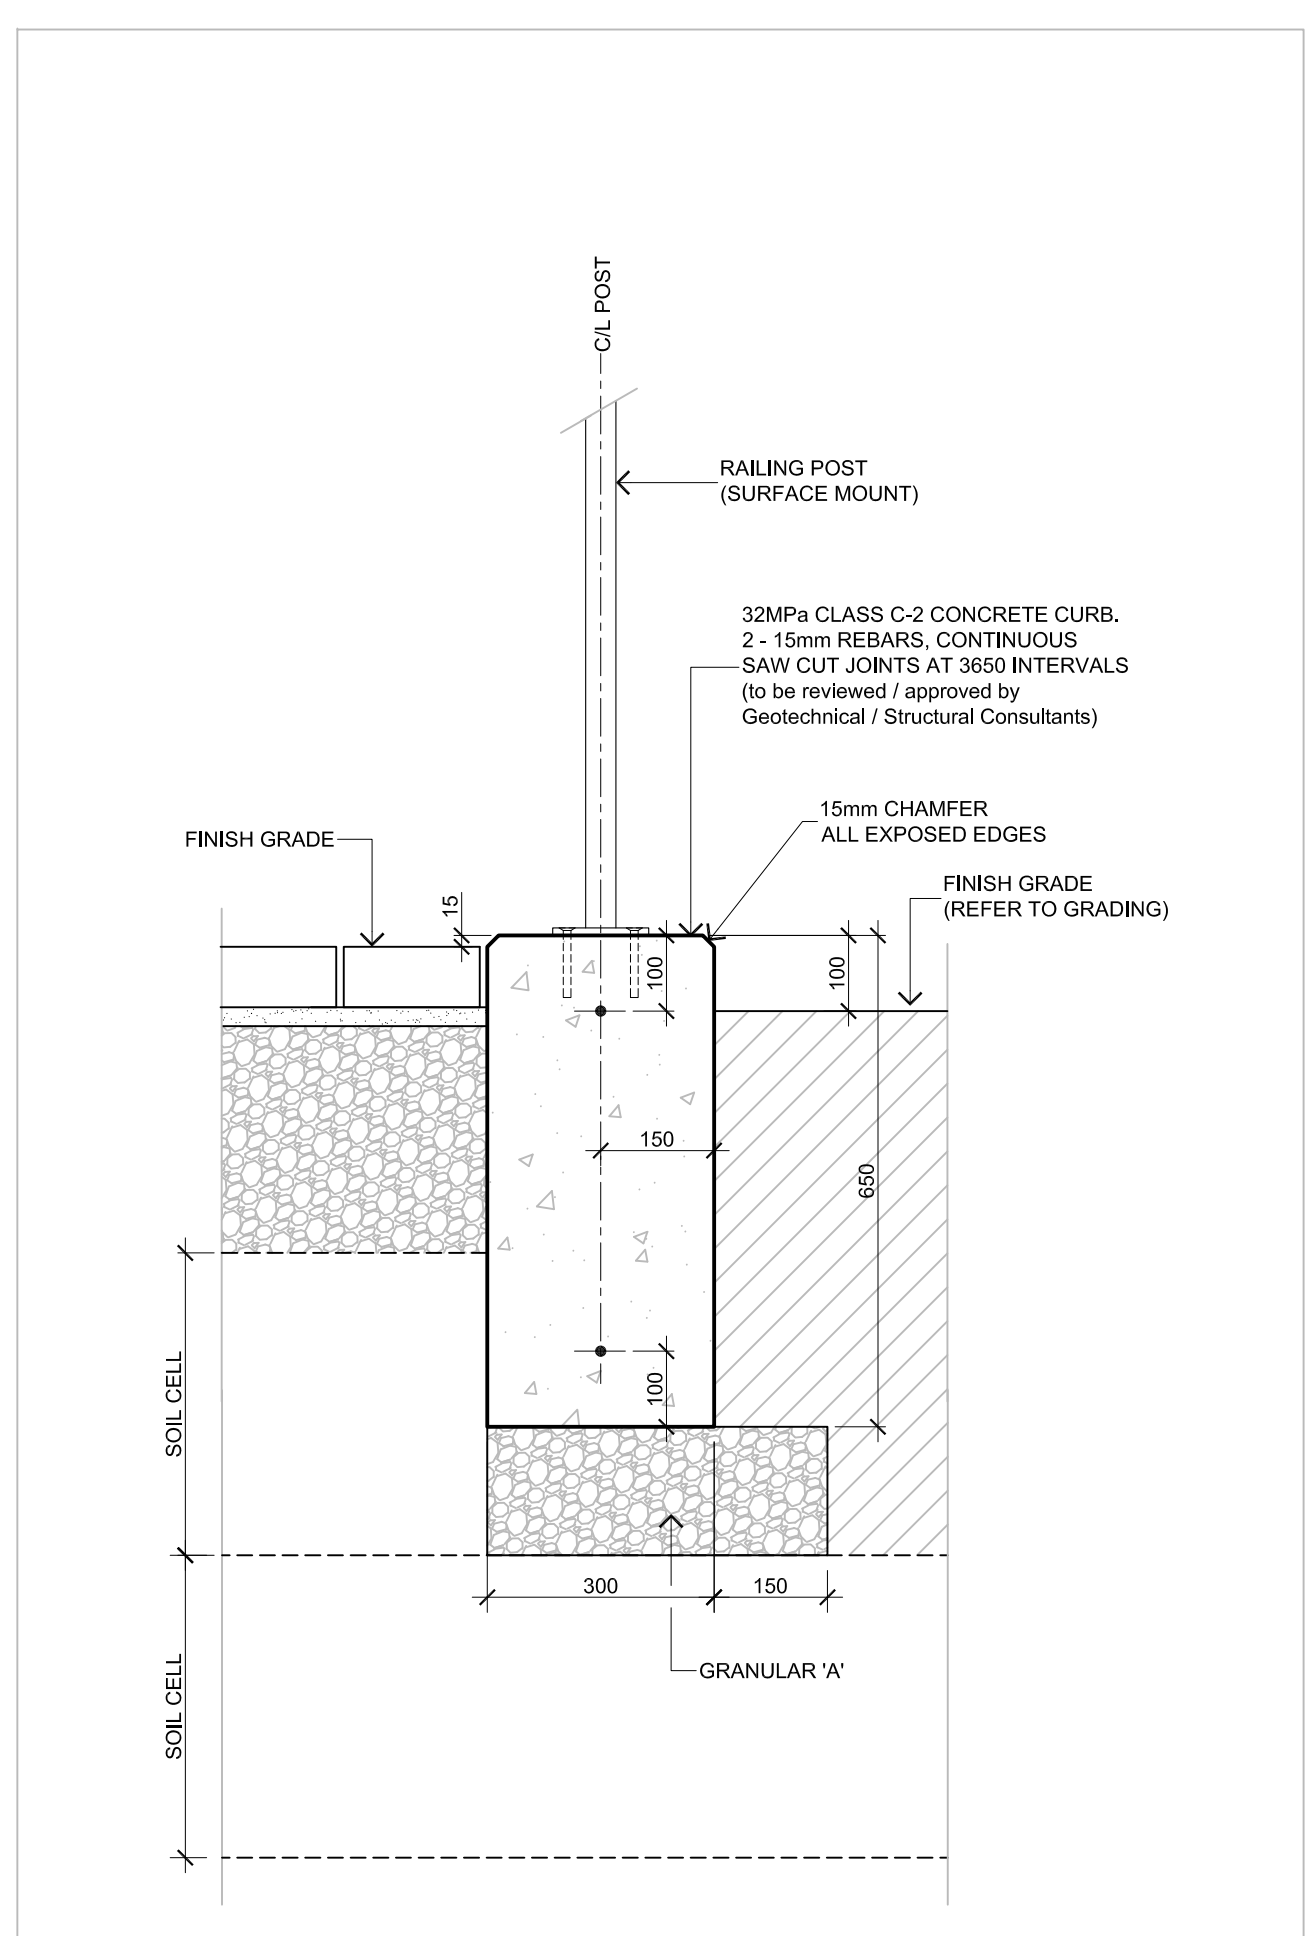 C/L POST
RAILING POST
(SURFACE MOUNT)
32MPa CLASS C-2 CONCRETE CURB.
2 - 15mm REBARS, CONTINUOUS
SAW CUT JOINTS AT 3650 INTERVALS
(to be reviewed / approved by
Geotechnical / Structural Consultants)
15mm CHAMFER
ALL EXPOSED EDGES
FINISH GRADE
FINISH GRADE
(REFER TO GRADING)
15
100
100
150
650
100
SOIL CELL
300
150
GRANULAR 'A'
SOIL CELL